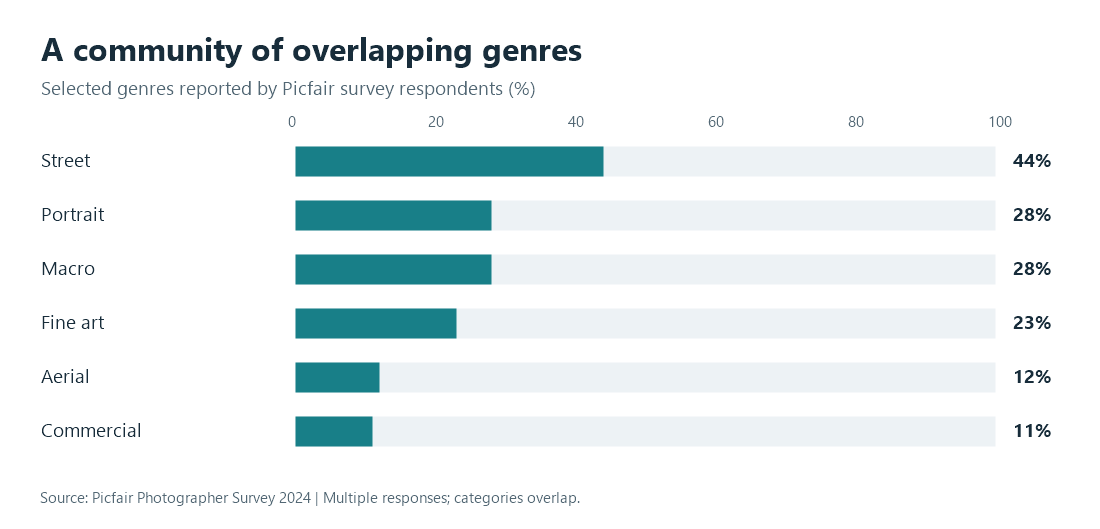 A community of overlapping genres
Selected genres reported by Picfair survey respondents (%)
0 20 40 60 80 100
Street 44%
Portrait 28%
Macro 28%
Fine art 23%
Aerial 12%
Commercial 11%
Source: Picfair Photographer Survey 2024 | Multiple responses; categories overlap.